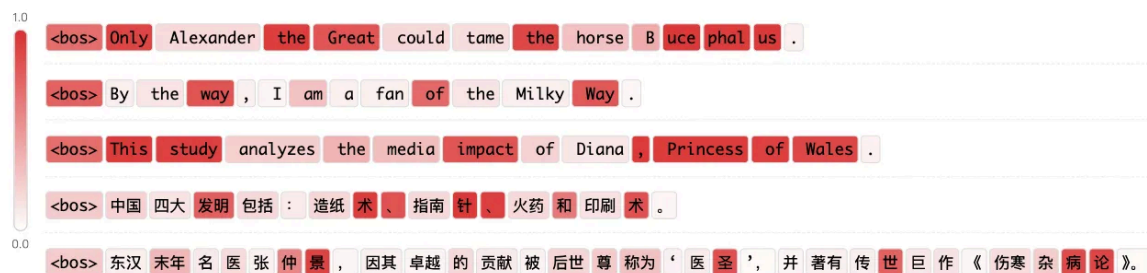 1.0
<bos> Only Alexander the Great could tame the horse Bucephalus.
<bos> By the way, I am a fan of the Milky Way.
<bos> This study analyzes the media impact of Diana, Princess of Wales.
<bos> 中国四大发明包括：造纸术、指南针、火药和印刷术。
0.0
<bos> 东汉末年名医张仲景，因其卓越的贡献被后世尊称为‘医圣’，并著有传世巨作《伤寒杂病论》。